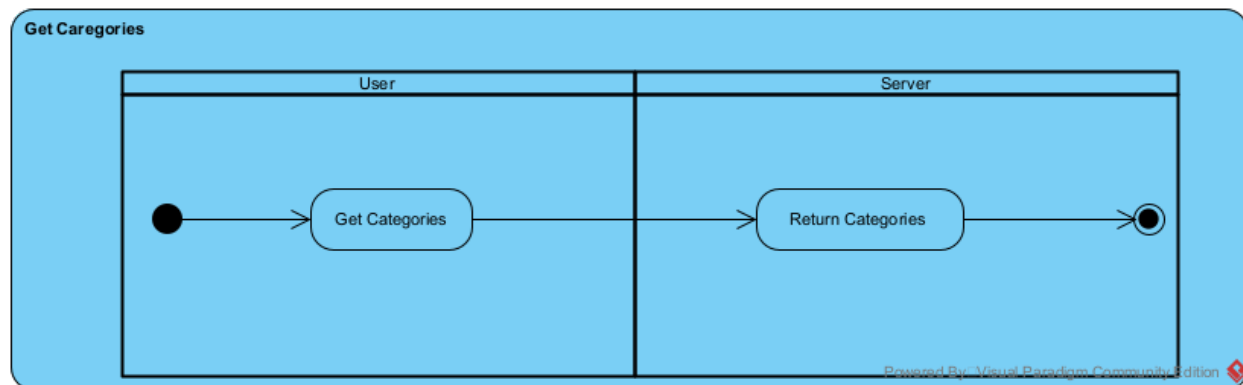 Get Caregories
User
Server
Get Categories
Return Categories
Powered By Visual Paradigm Community Edition